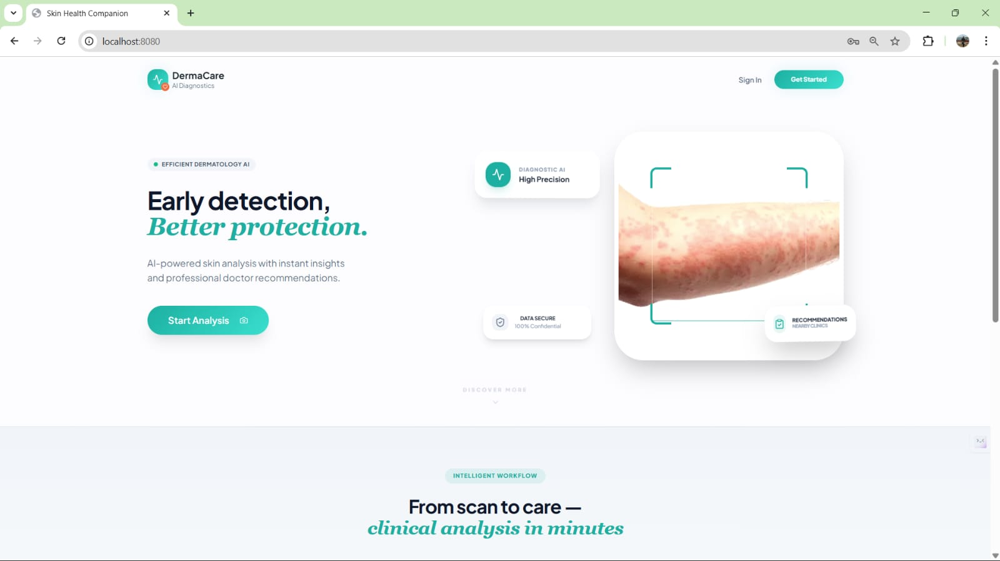 Skin Health Companion
localhost:8080
DermaCare
AI Diagnostics
Sign In
Get Started
EFFICIENT DERMATOLOGY AI
Early detection,
Better protection.
AI-powered skin analysis with instant insights
and professional doctor recommendations.
Start Analysis
DIAGNOSTIC AI
High Precision
DATA SECURE
100% Confidential
RECOMMENDATIONS
NEARBY CLINICS
DISCOVER MORE
INTELLIGENT WORKFLOW
From scan to care —
clinical analysis in minutes